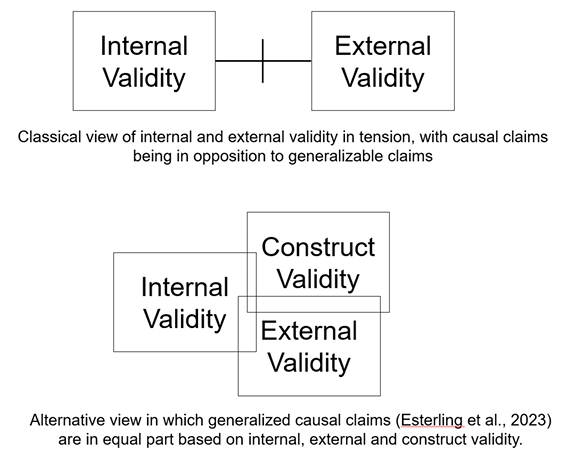 Internal
Validity
External
Validity
Classical view of internal and external validity in tension, with causal claims
being in opposition to generalizable claims
Construct
Validity
Internal
Validity
External
Validity
Alternative view in which generalized causal claims (Esterling et al., 2023)
are in equal part based on internal, external and construct validity.